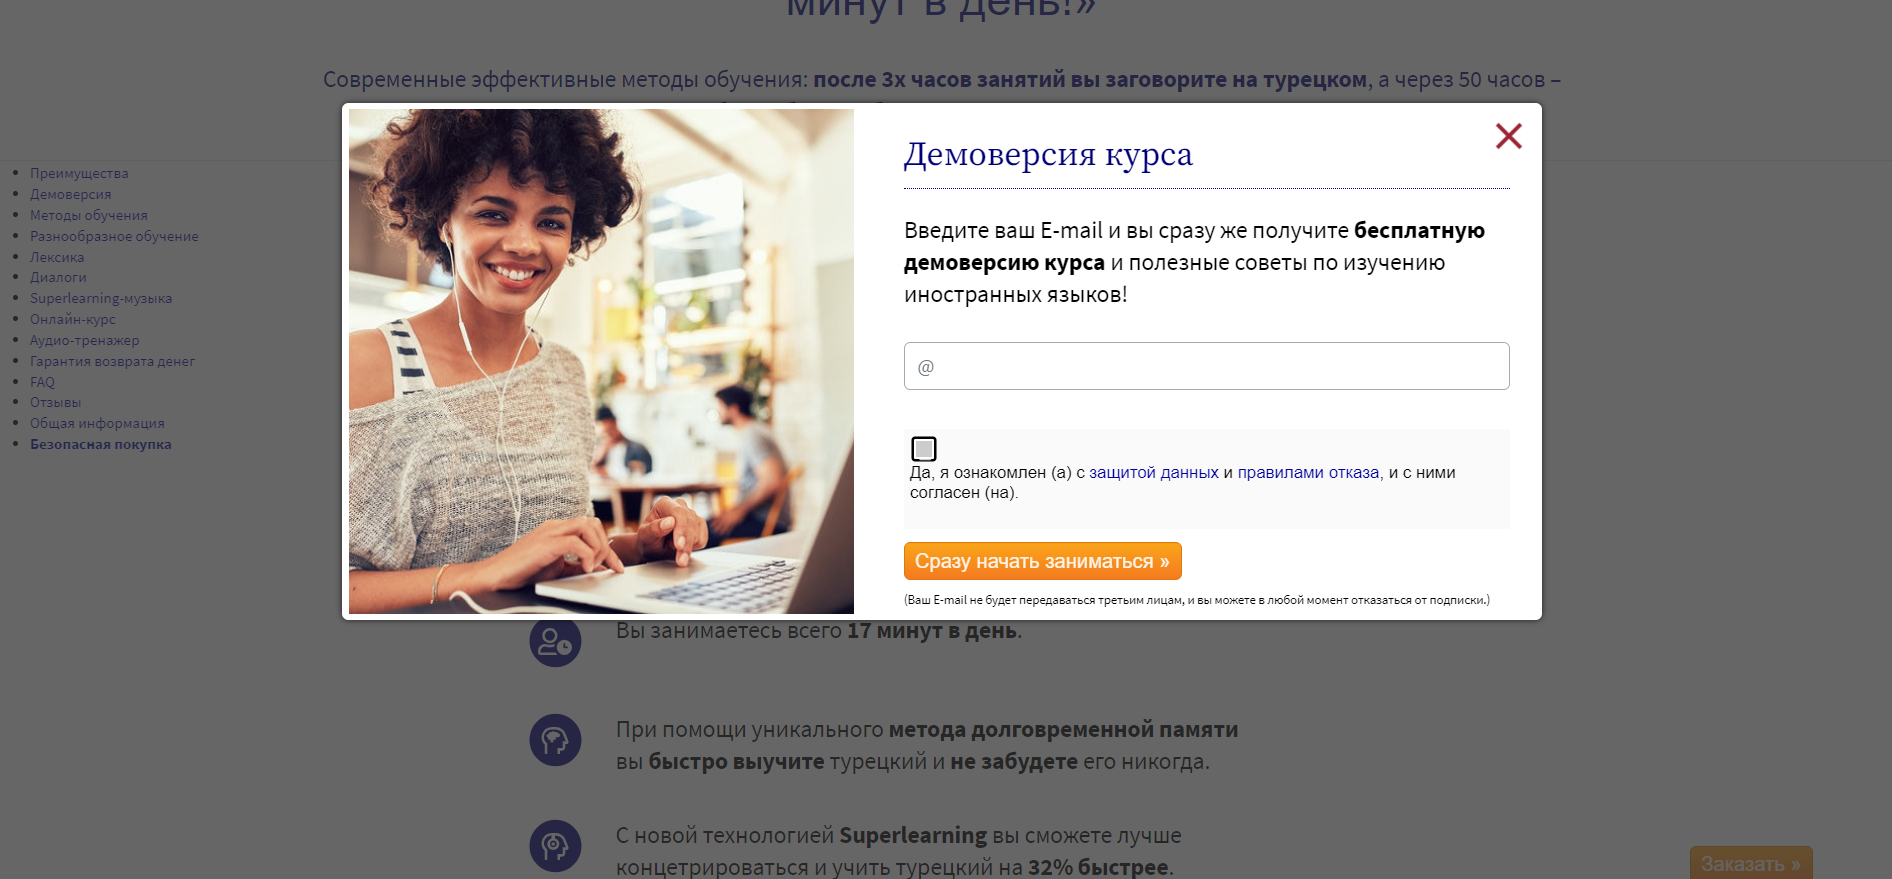 минут в день!»
Современные эффективные методы обучения: после 3х часов занятий вы заговорите на турецком, а через 50 часов –
Преимущества
Демоверсия
Методы обучения
Разнообразное обучение
Лексика
Диалоги
Superlearning-музыка
Онлайн-курс
Аудио-тренажер
Гарантия возврата денег
FAQ
Отзывы
Общая информация
Безопасная покупка
Демоверсия курса
Введите ваш E-mail и вы сразу же получите бесплатную
демоверсию курса и полезные советы по изучению
иностранных языков!
@
Да, я ознакомлен (а) с защитой данных и правилами отказа, и с ними
согласен (на).
Сразу начать заниматься »
(Ваш E-mail не будет передаваться третьим лицам, и вы можете в любой момент отказаться от подписки.)
Вы занимаетесь всего 17 минут в день.
При помощи уникального метода долговременной памяти
вы быстро выучите турецкий и не забудете его никогда.
С новой технологией Superlearning вы сможете лучше
концетрироваться и учить турецкий на 32% быстрее.
Заказать »